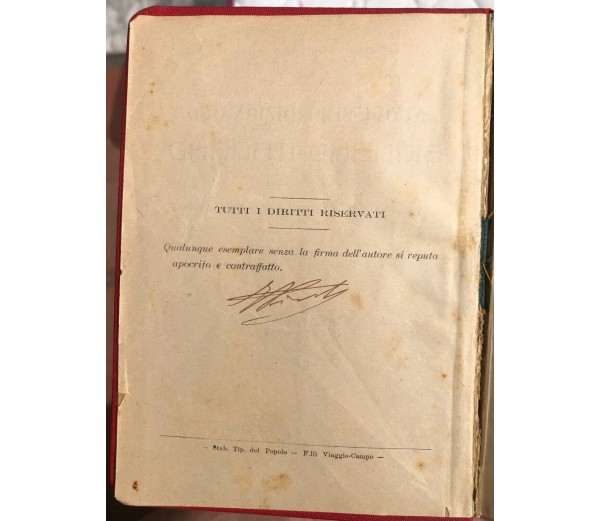 TUTTI I DIRITTI RISERVATI
Qualunque esemplare senza la firma dell'autore si reputa
apocrifo e contraffatto.
— Stab. Tip. del Popolo — F.lli Viaggio-Campo —